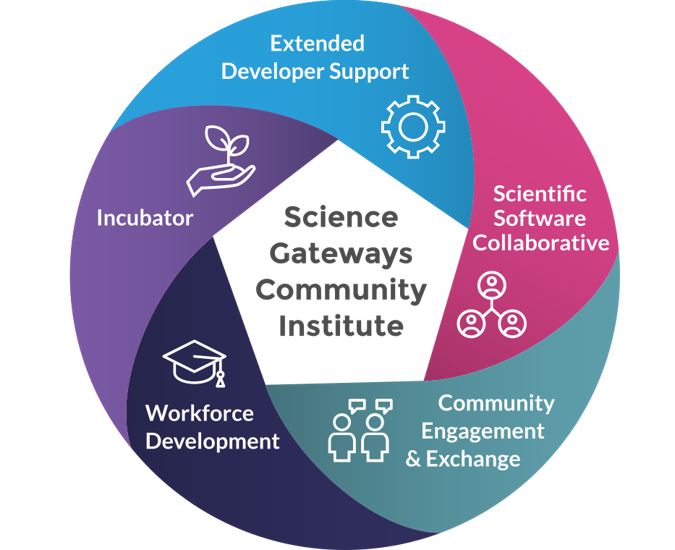 Extended
Developer Support
Incubator
Scientific
Software
Collaborative
Science
Gateways
Community
Institute
Workforce
Development
Community
Engagement
& Exchange